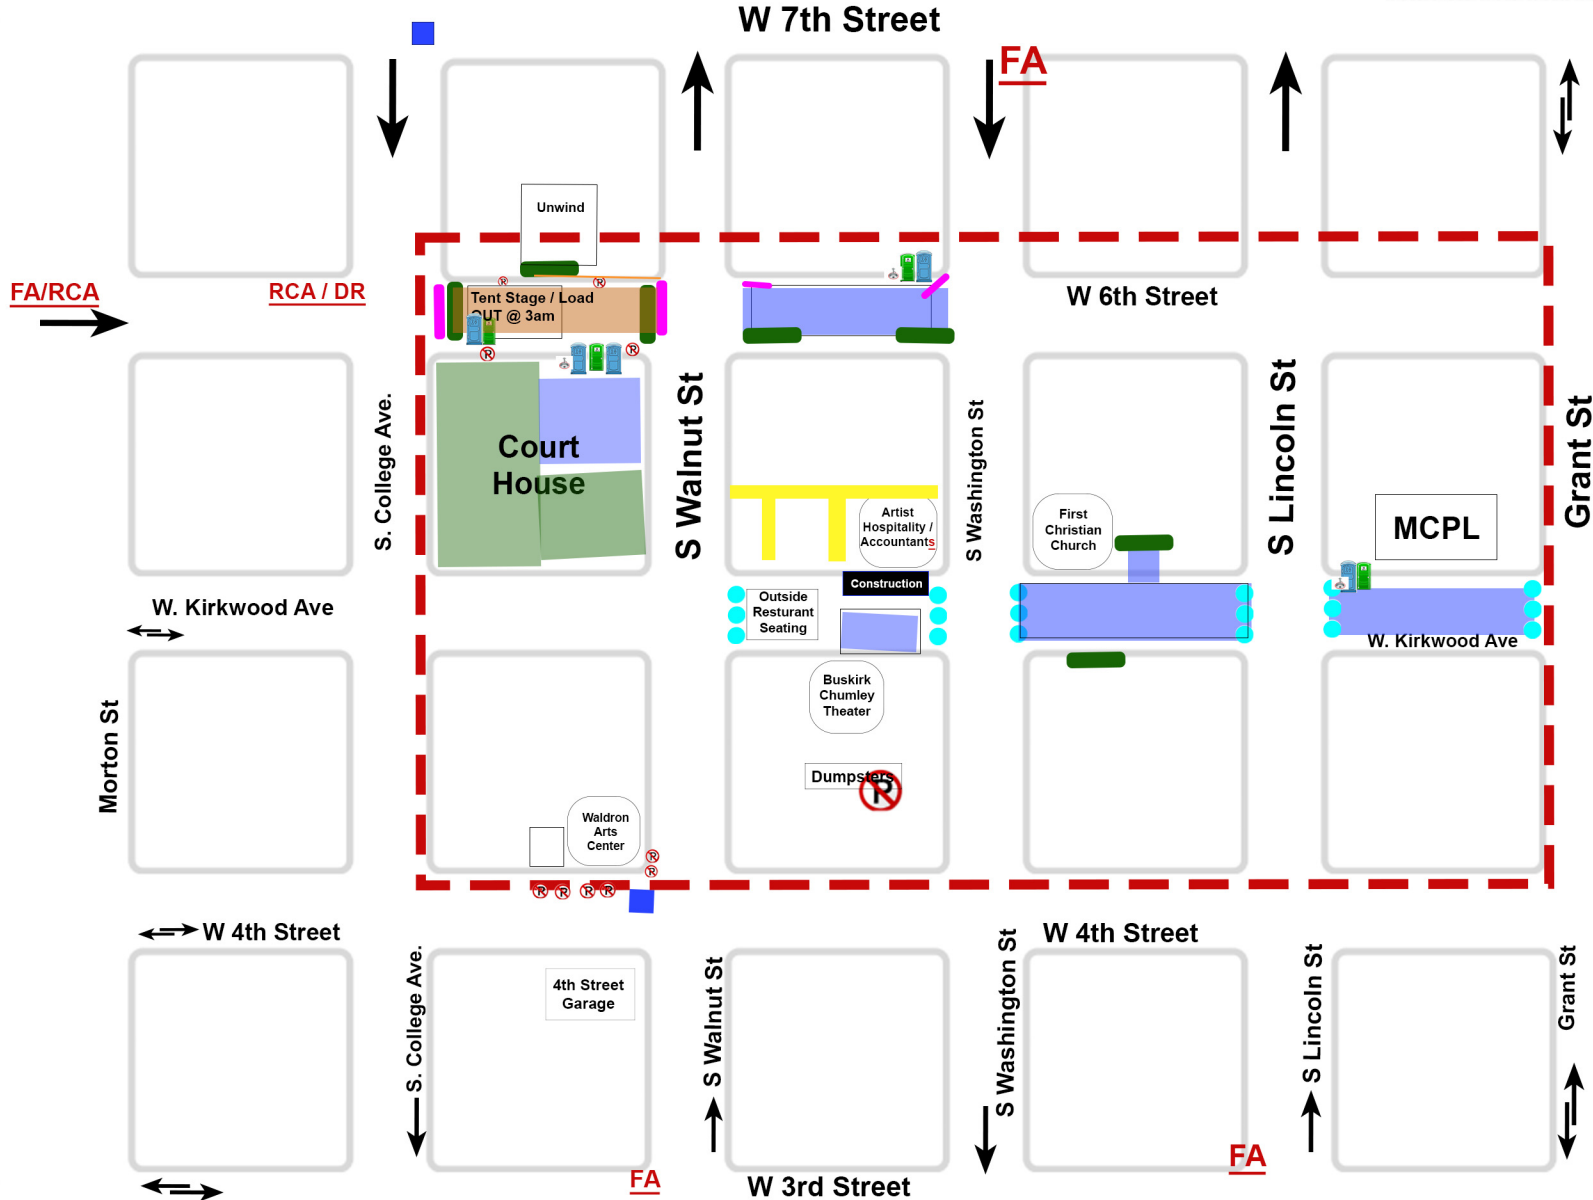 W 7th Street
FA
Unwind
FA/RCA
RCA / DR
Tent Stage / Load
OUT @ 3am
W 6th Street
S. College Ave.
Court
House
S Walnut St
S Washington St
S Lincoln St
Grant St
Artist
Hospitality /
Accountants
First
Christian
Church
MCPL
Construction
W. Kirkwood Ave
Outside
Resturant
Seating
W. Kirkwood Ave
Morton St
Buskirk
Chumley
Theater
Dumpsters
P
Waldron
Arts
Center
W 4th Street
W 4th Street
S. College Ave.
4th Street
Garage
S Walnut St
S Washington St
S Lincoln St
Grant St
FA
FA
W 3rd Street